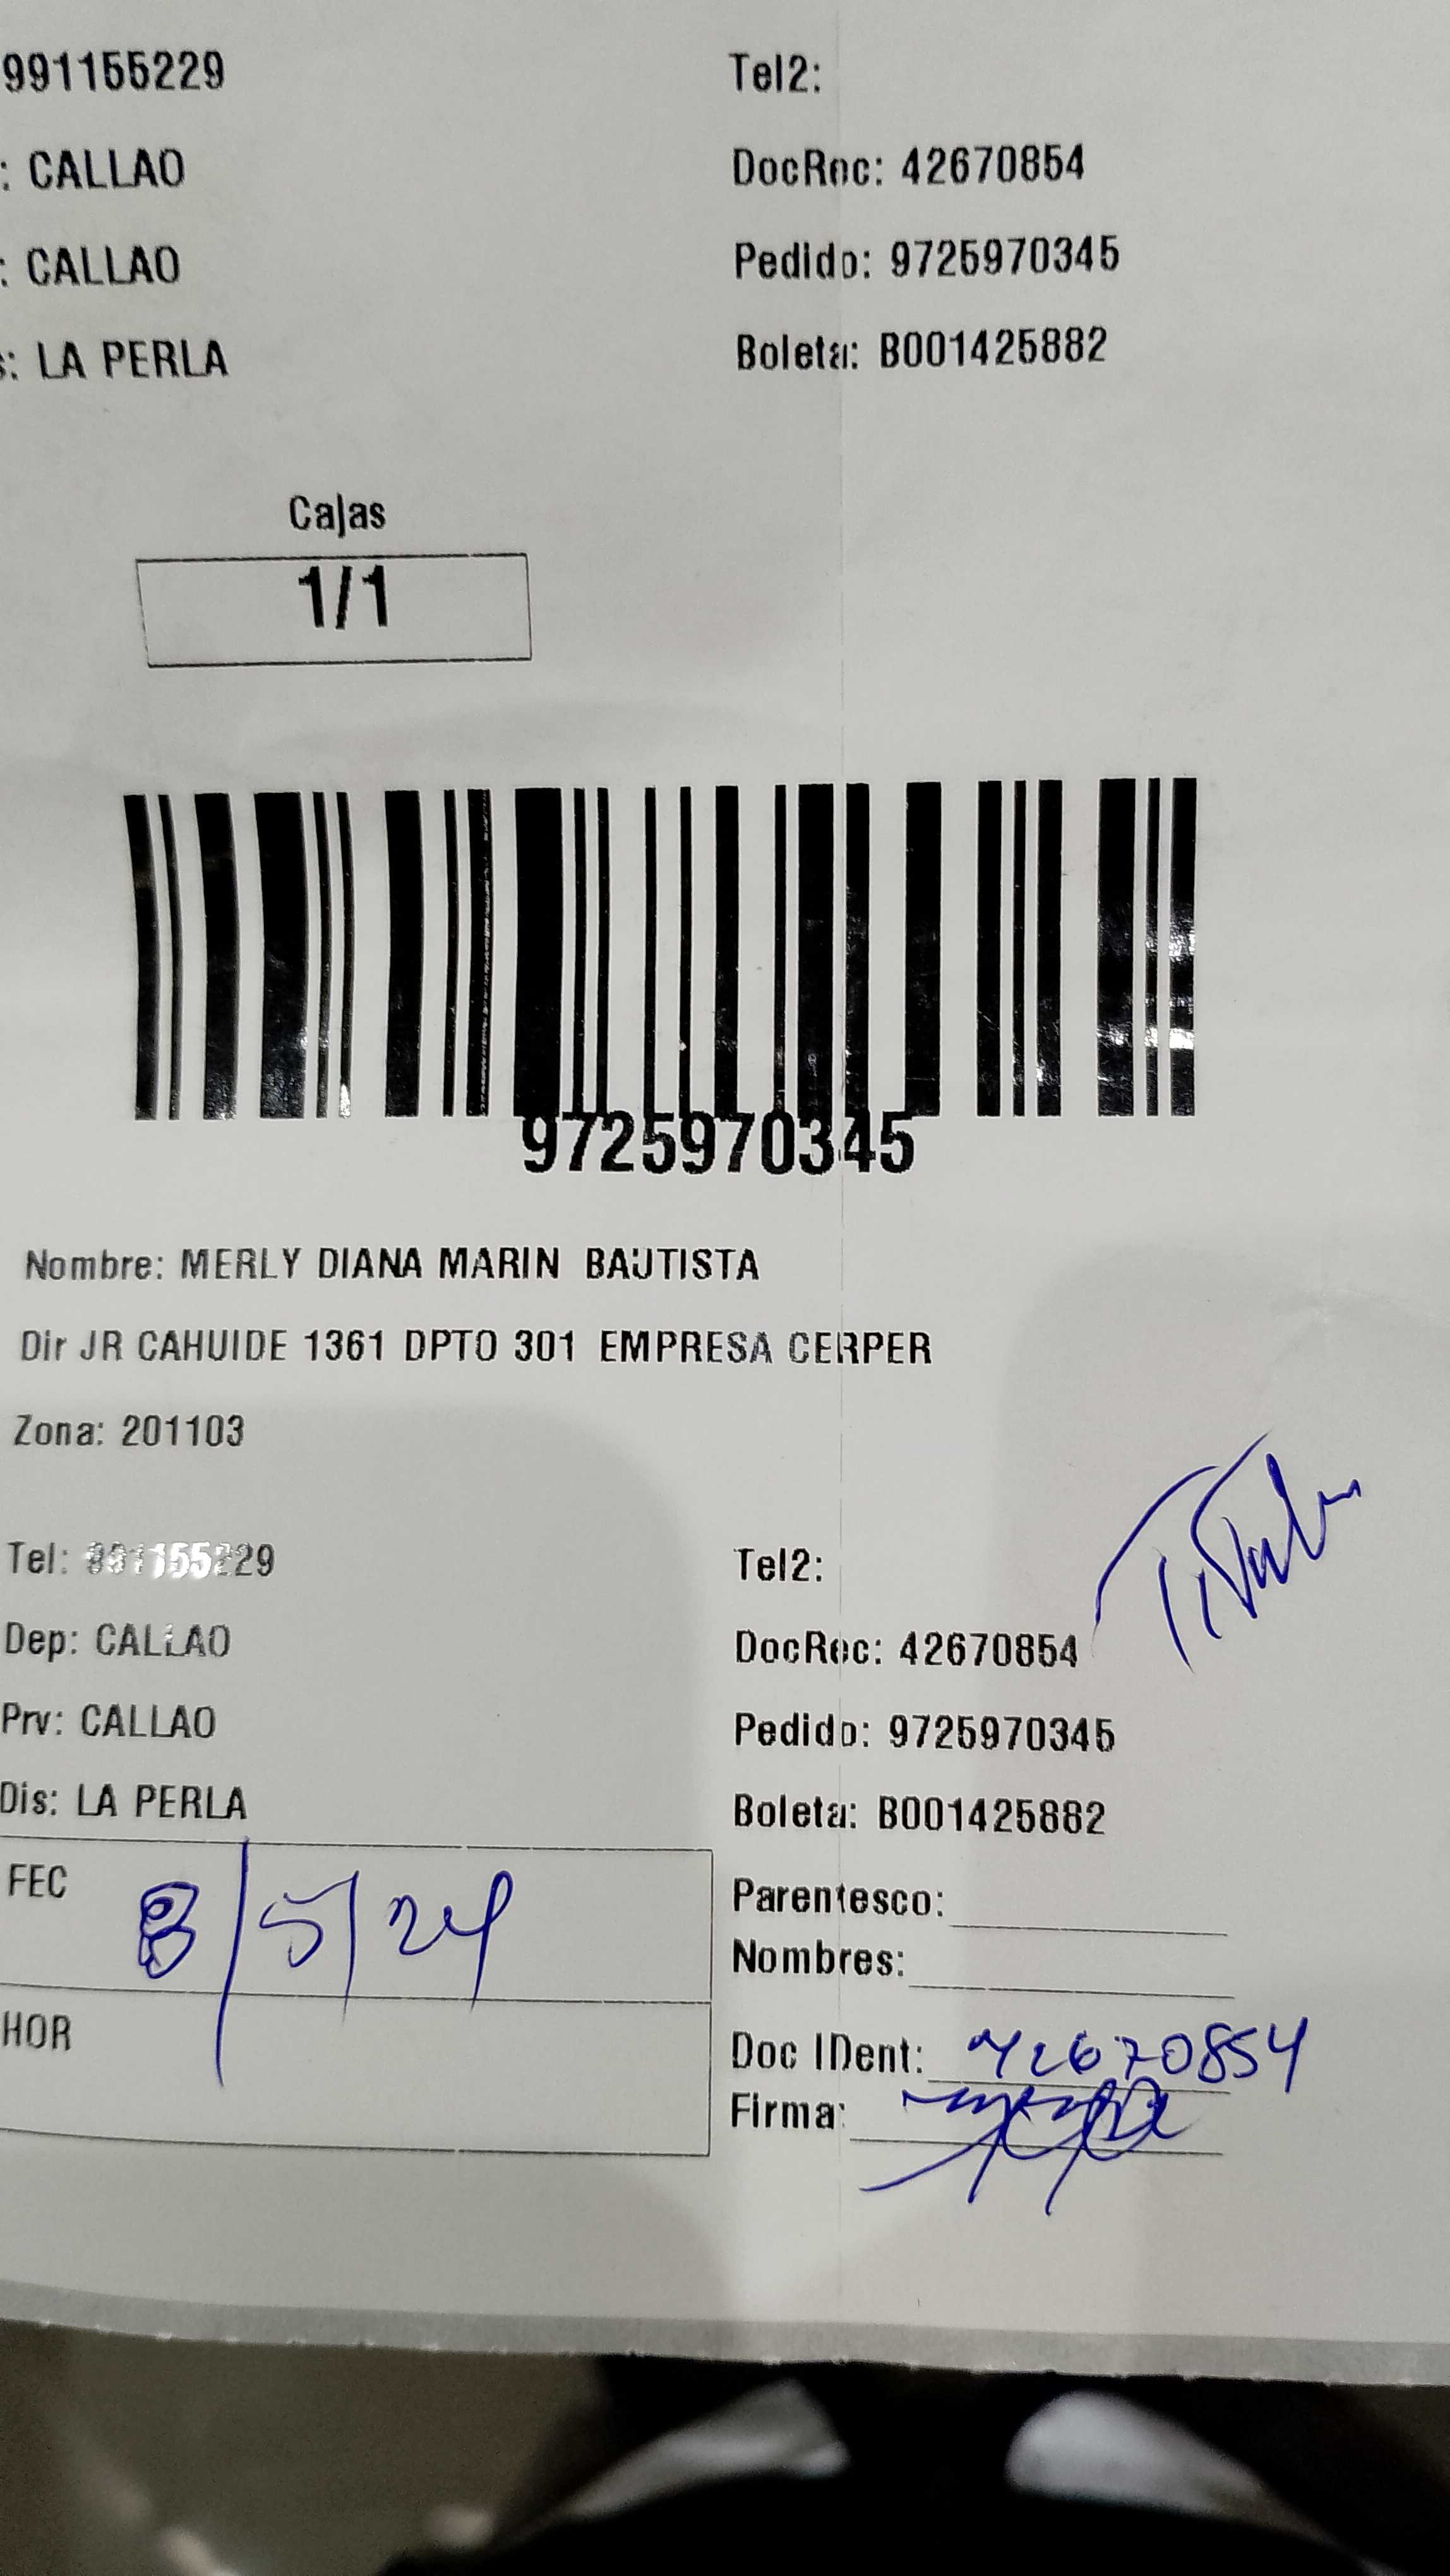 991155229 Tel2:
: CALLAO DocRec: 42670854
: CALLAO Pedido: 9725970345
s: LA PERLA Boleta: B001425882
Cajas
1/1
9725970345
Nombre: MERLY DIANA MARIN BAUTISTA
Dir JR CAHUIDE 1361 DPTO 301 EMPRESA CERPER
Zona: 201103
Tel: 991155229 Tel2:
Dep: CALLAO DocRec: 42670854
Prv: CALLAO Pedido: 9725970345
Dis: LA PERLA Boleta: B001425882
FEC 8/5/24 Parentesco:
Nombres:
HOR Doc IDent: 42670854
Firma: